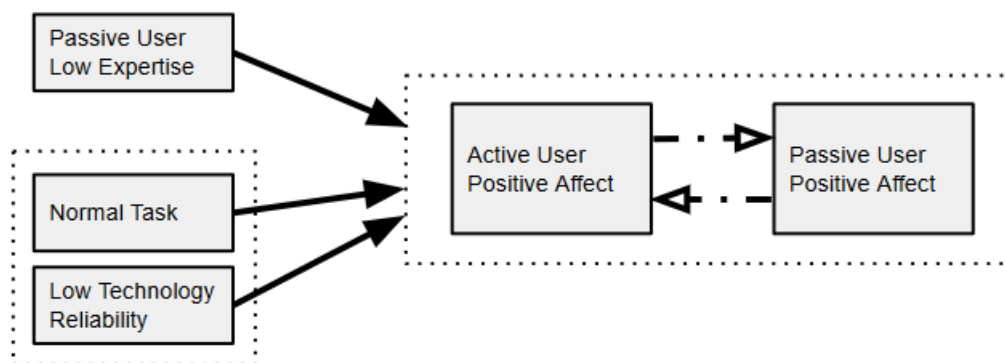 Passive User
Low Expertise
Normal Task
Low Technology
Reliability
Active User
Positive Affect
Passive User
Positive Affect